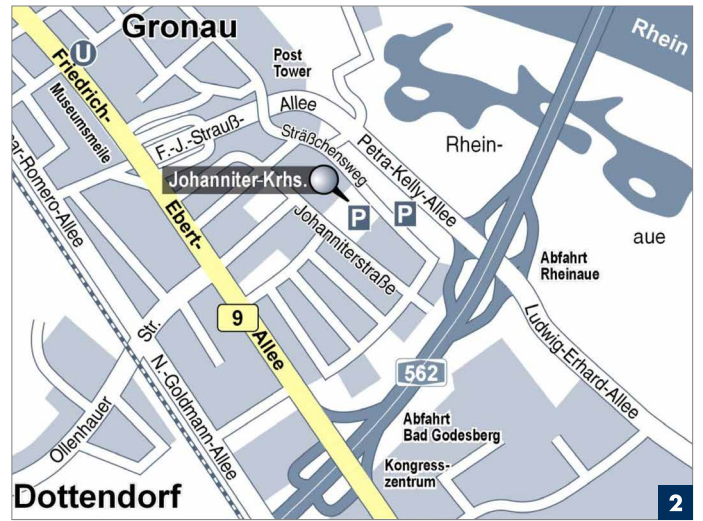 Gronau
Rhein
U
Post
Tower
Friedrich-
Museumsmeile
Allee
F.-J.-Strauß-
Sträßchensweg
Petra-Kelly-Allee
Rhein-
ar-Romero-Allee
Johanniter-Krhs.
P
P
Ebert-
Johanniterstraße
aue
Abfahrt
Rheinaue
9
Allee
Str.
Ludwig-Erhard-Allee
N.-Goldmann-Allee
562
Ollenhauer
Abfahrt
Bad Godesberg
Kongress-
zentrum
Dottendorf
2